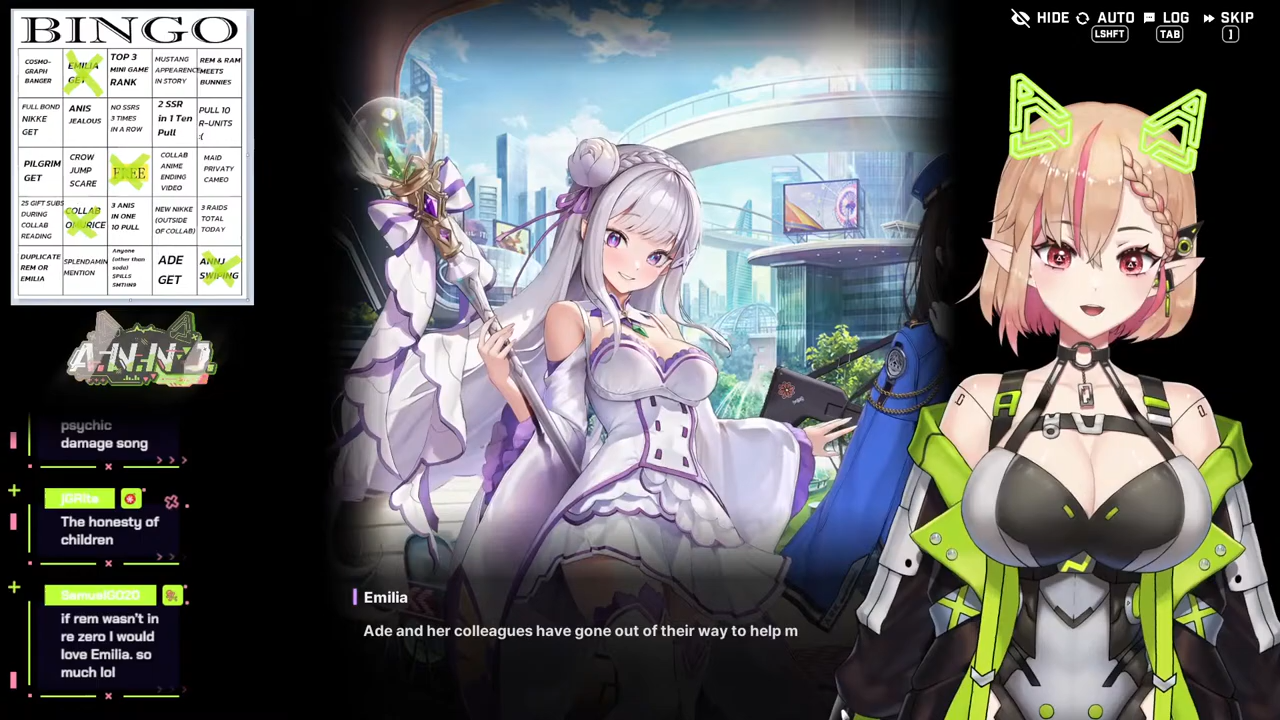 BINGO
COSMO-
GRAPH
BANGER
EMILIA
GET
TOP 3
MINI GAME
RANK
MUSTANG
APPEARENCE
IN STORY
REM & RAM
MEETS
BUNNIES
FULL BOND
NIKKE
GET
ANIS
JEALOUS
NO SSRS
3 TIMES
IN A ROW
2 SSR
in 1 Ten
Pull
PULL 10
R-UNITS
:(
PILGRIM
GET
CROW
JUMP
SCARE
FREE
COLLAB
ANIME
ENDING
VIDEO
MAID
PRIVATY
CAMEO
25 GIFT SUBS
DURING
COLLAB
READING
COLLAB
OMURICE
3 ANIS
IN ONE
10 PULL
NEW NIKKE
(OUTSIDE
OF COLLAB)
3 RAIDS
TOTAL
TODAY
DUPLICATE
REM OR
EMILIA
SPLENDAMIN
MENTION
Anyone
(other than
soda)
SPILLS
SMTHN9
ADE
GET
ANNJ
SWIPING
A.N.N.J.
psychic
damage song
jGRIte
The honesty of
children
SamuelG020
if rem wasn't in
re zero I would
love Emilia. so
much lol
HIDE
AUTO
LOG
SKIP
LSHFT
TAB
]
Emilia
Ade and her colleagues have gone out of their way to help m